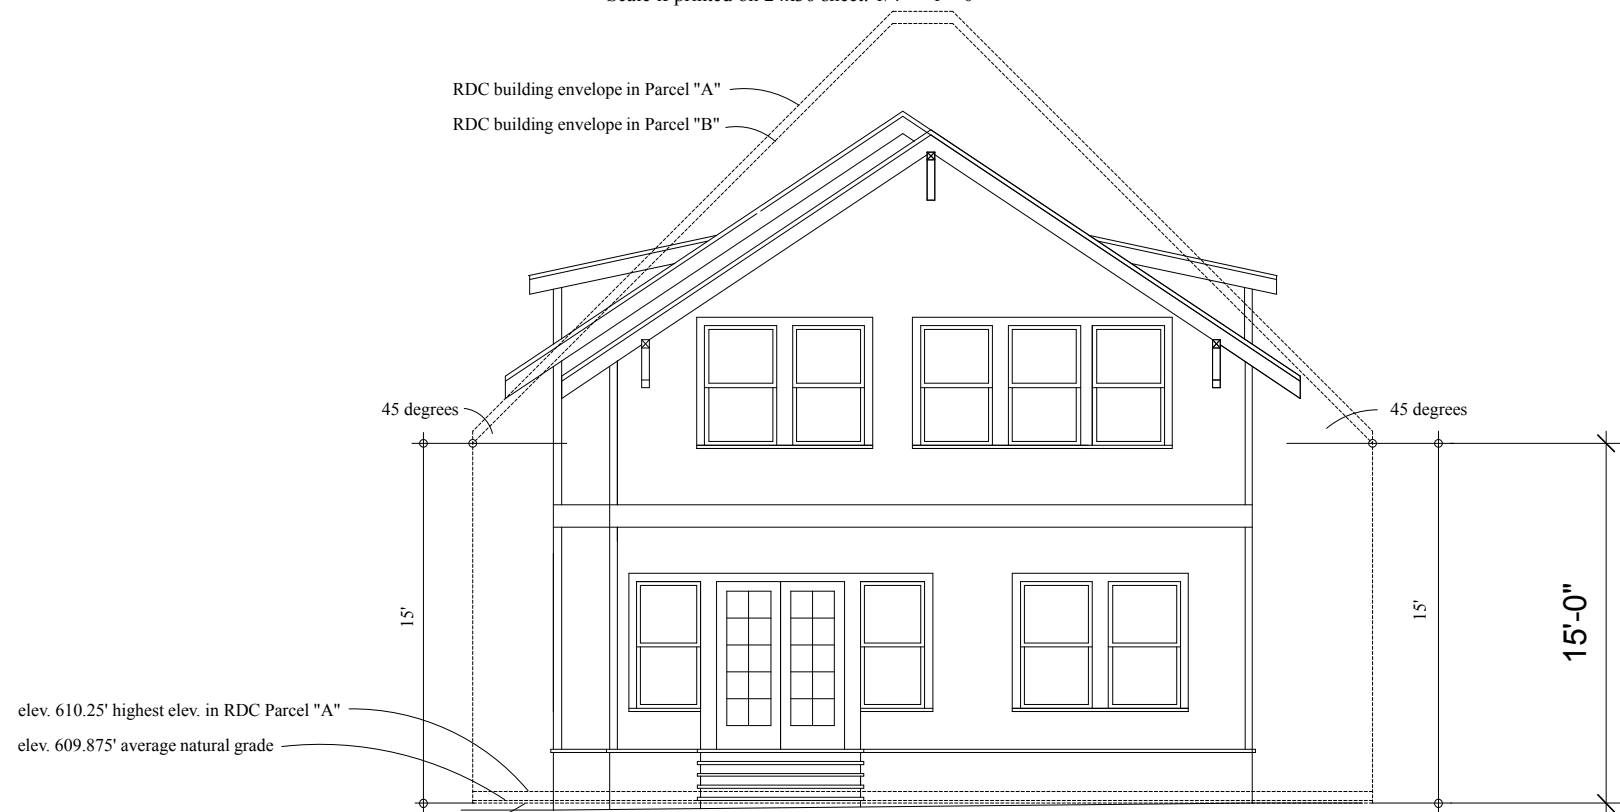 RDC building envelope in Parcel "A"
RDC building envelope in Parcel "B"
45 degrees
45 degrees
15'
15'
15'-0"
elev. 610.25' highest elev. in RDC Parcel "A"
elev. 609.875' average natural grade